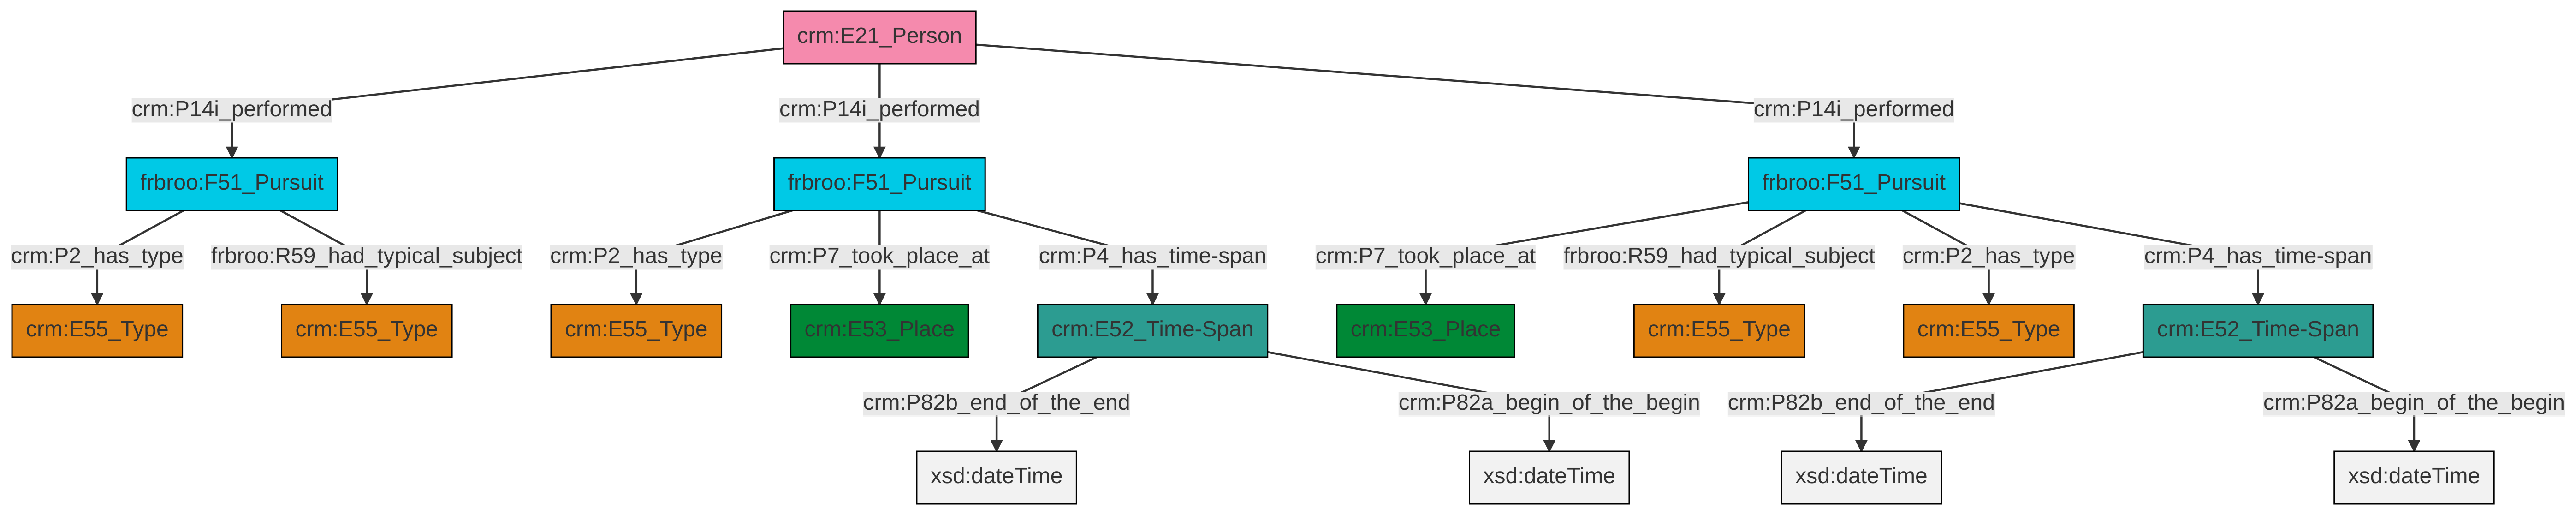 crm:E21_Person
crm:P14i_performed
crm:P14i_performed
crm:P14i_performed
frbroo:F51_Pursuit
frbroo:F51_Pursuit
frbroo:F51_Pursuit
crm:P2_has_type
frbroo:R59_had_typical_subject
crm:P2_has_type
crm:P7_took_place_at
crm:P4_has_time-span
crm:P7_took_place_at
frbroo:R59_had_typical_subject
crm:P2_has_type
crm:P4_has_time-span
crm:E55_Type
crm:E55_Type
crm:E55_Type
crm:E53_Place
crm:E52_Time-Span
crm:E53_Place
crm:E55_Type
crm:E55_Type
crm:E52_Time-Span
crm:P82b_end_of_the_end
crm:P82a_begin_of_the_begin
crm:P82b_end_of_the_end
crm:P82a_begin_of_the_begin
xsd:dateTime
xsd:dateTime
xsd:dateTime
xsd:dateTime